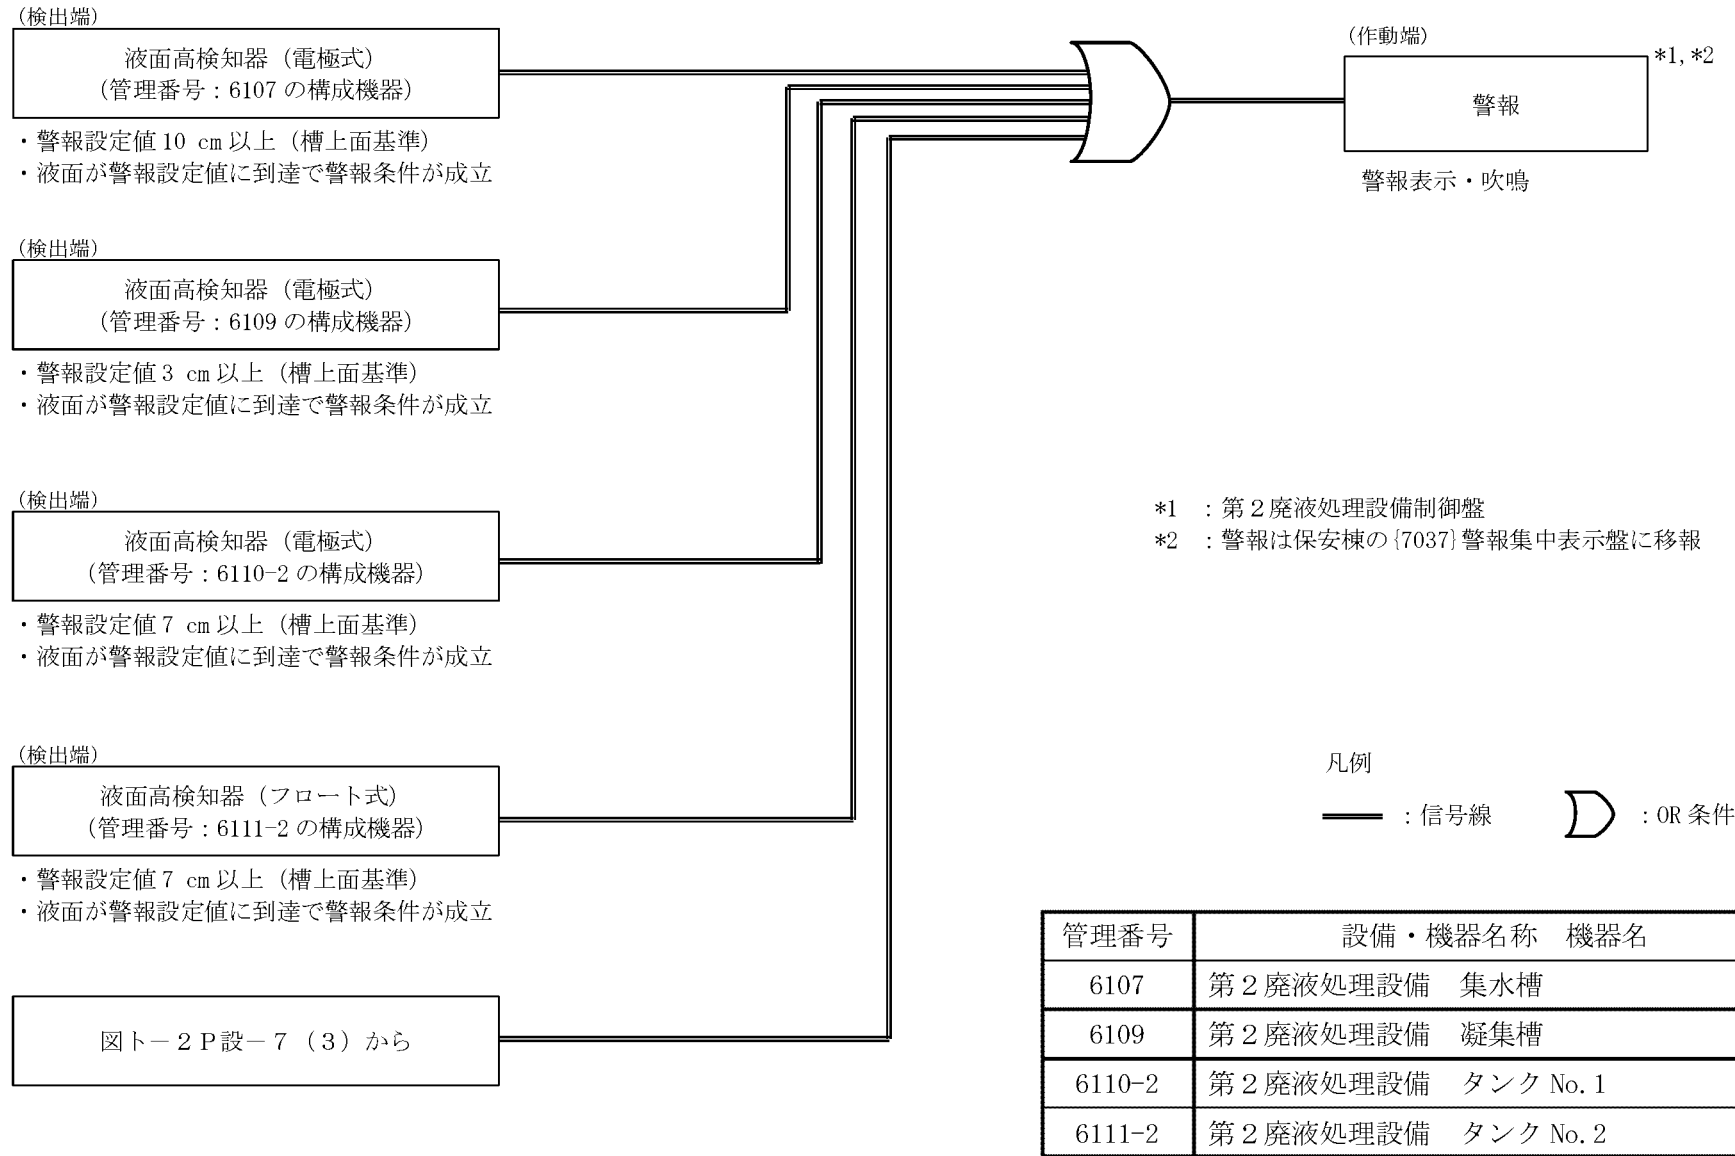 (検出端)
液面高検知器（電極式）
(管理番号：6107 の構成機器)
・警報設定値 10 cm 以上（槽上面基準）
・液面が警報設定値に到達で警報条件が成立
(検出端)
液面高検知器（電極式）
(管理番号：6109 の構成機器)
・警報設定値 3 cm 以上（槽上面基準）
・液面が警報設定値に到達で警報条件が成立
(検出端)
液面高検知器（電極式）
(管理番号：6110-2 の構成機器)
・警報設定値 7 cm 以上（槽上面基準）
・液面が警報設定値に到達で警報条件が成立
(検出端)
液面高検知器（フロート式）
(管理番号：6111-2 の構成機器)
・警報設定値 7 cm 以上（槽上面基準）
・液面が警報設定値に到達で警報条件が成立
図ト－２Ｐ設－７（３）から
(作動端)
警報
*1,*2
警報表示・吹鳴
*1 ：第２廃液処理設備制御盤
*2 ：警報は保安棟の{7037}警報集中表示盤に移報
凡例
：信号線
：OR 条件
管理番号 設備・機器名称 機器名
6107 第２廃液処理設備 集水槽
6109 第２廃液処理設備 凝集槽
6110-2 第２廃液処理設備 タンク No.1
6111-2 第２廃液処理設備 タンク No.2